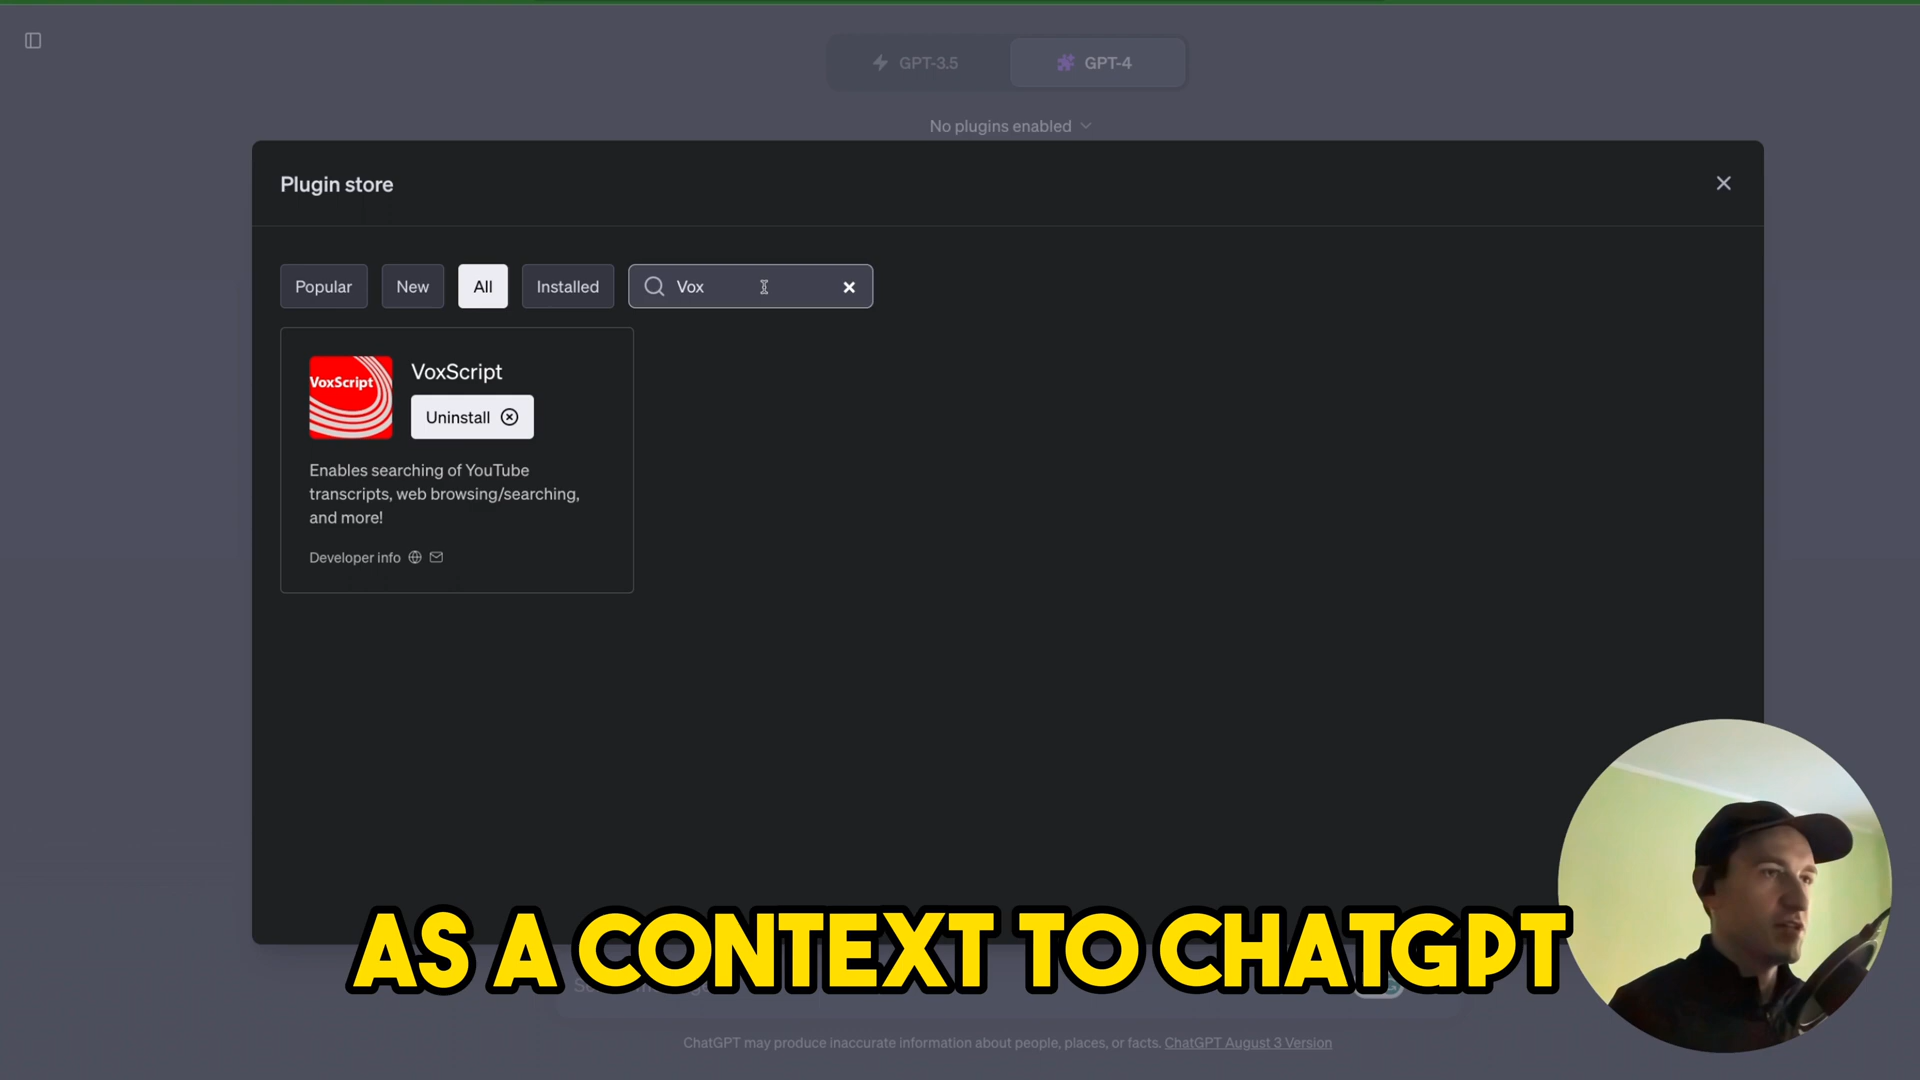 GPT-3.5
GPT-4
No plugins enabled
Plugin store
Popular
New
All
Installed
Vox
VoxScript
VoxScript
Uninstall
Enables searching of YouTube
transcripts, web browsing/searching,
and more!
Developer info
AS A CONTEXT TO CHATGPT
ChatGPT may produce inaccurate information about people, places, or facts. ChatGPT August 3 Version